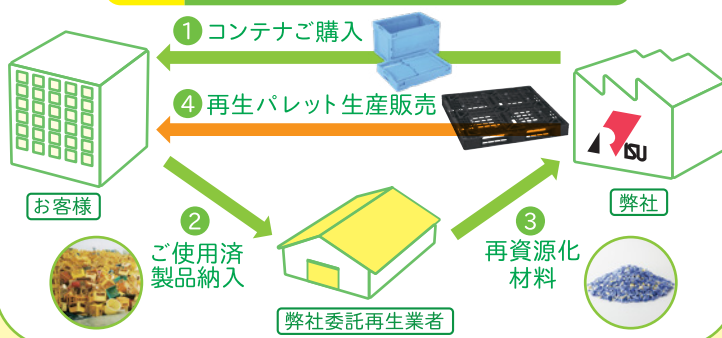 1 コンテナご購入
4 再生パレット生産販売
RISU
お客様
弊社
2
ご使用済
製品納入
3
再資源化
材料
弊社委託再生業者